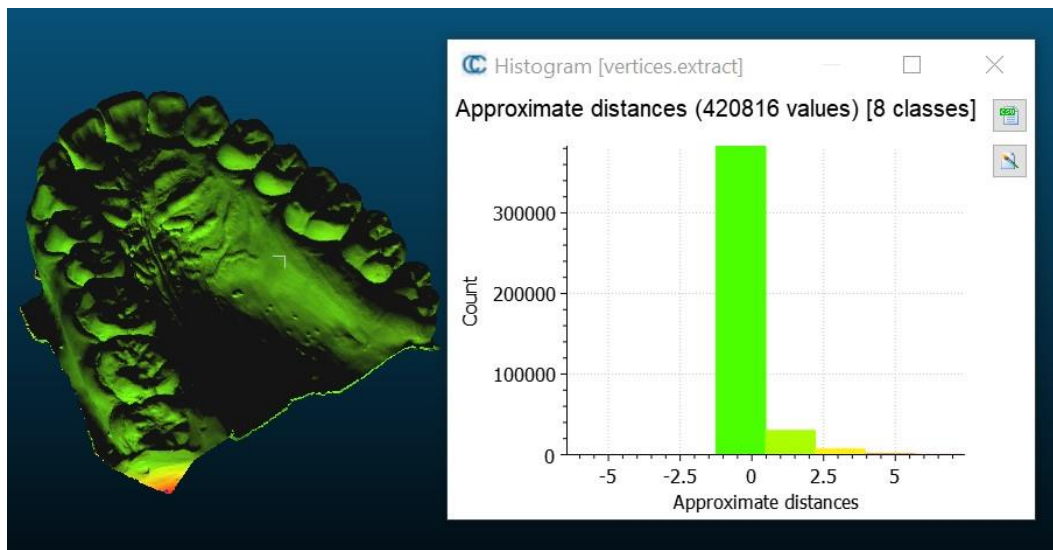 Histogram [vertices.extract]
Approximate distances (420816 values) [8 classes]
300000
200000
100000
0
Count
-5 -2.5 0 2.5 5
Approximate distances